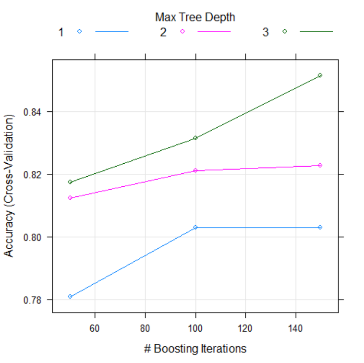 Max Tree Depth
1 2 3
0.84
0.82
0.80
0.78
Accuracy (Cross-Validation)
60 80 100 120 140
# Boosting Iterations